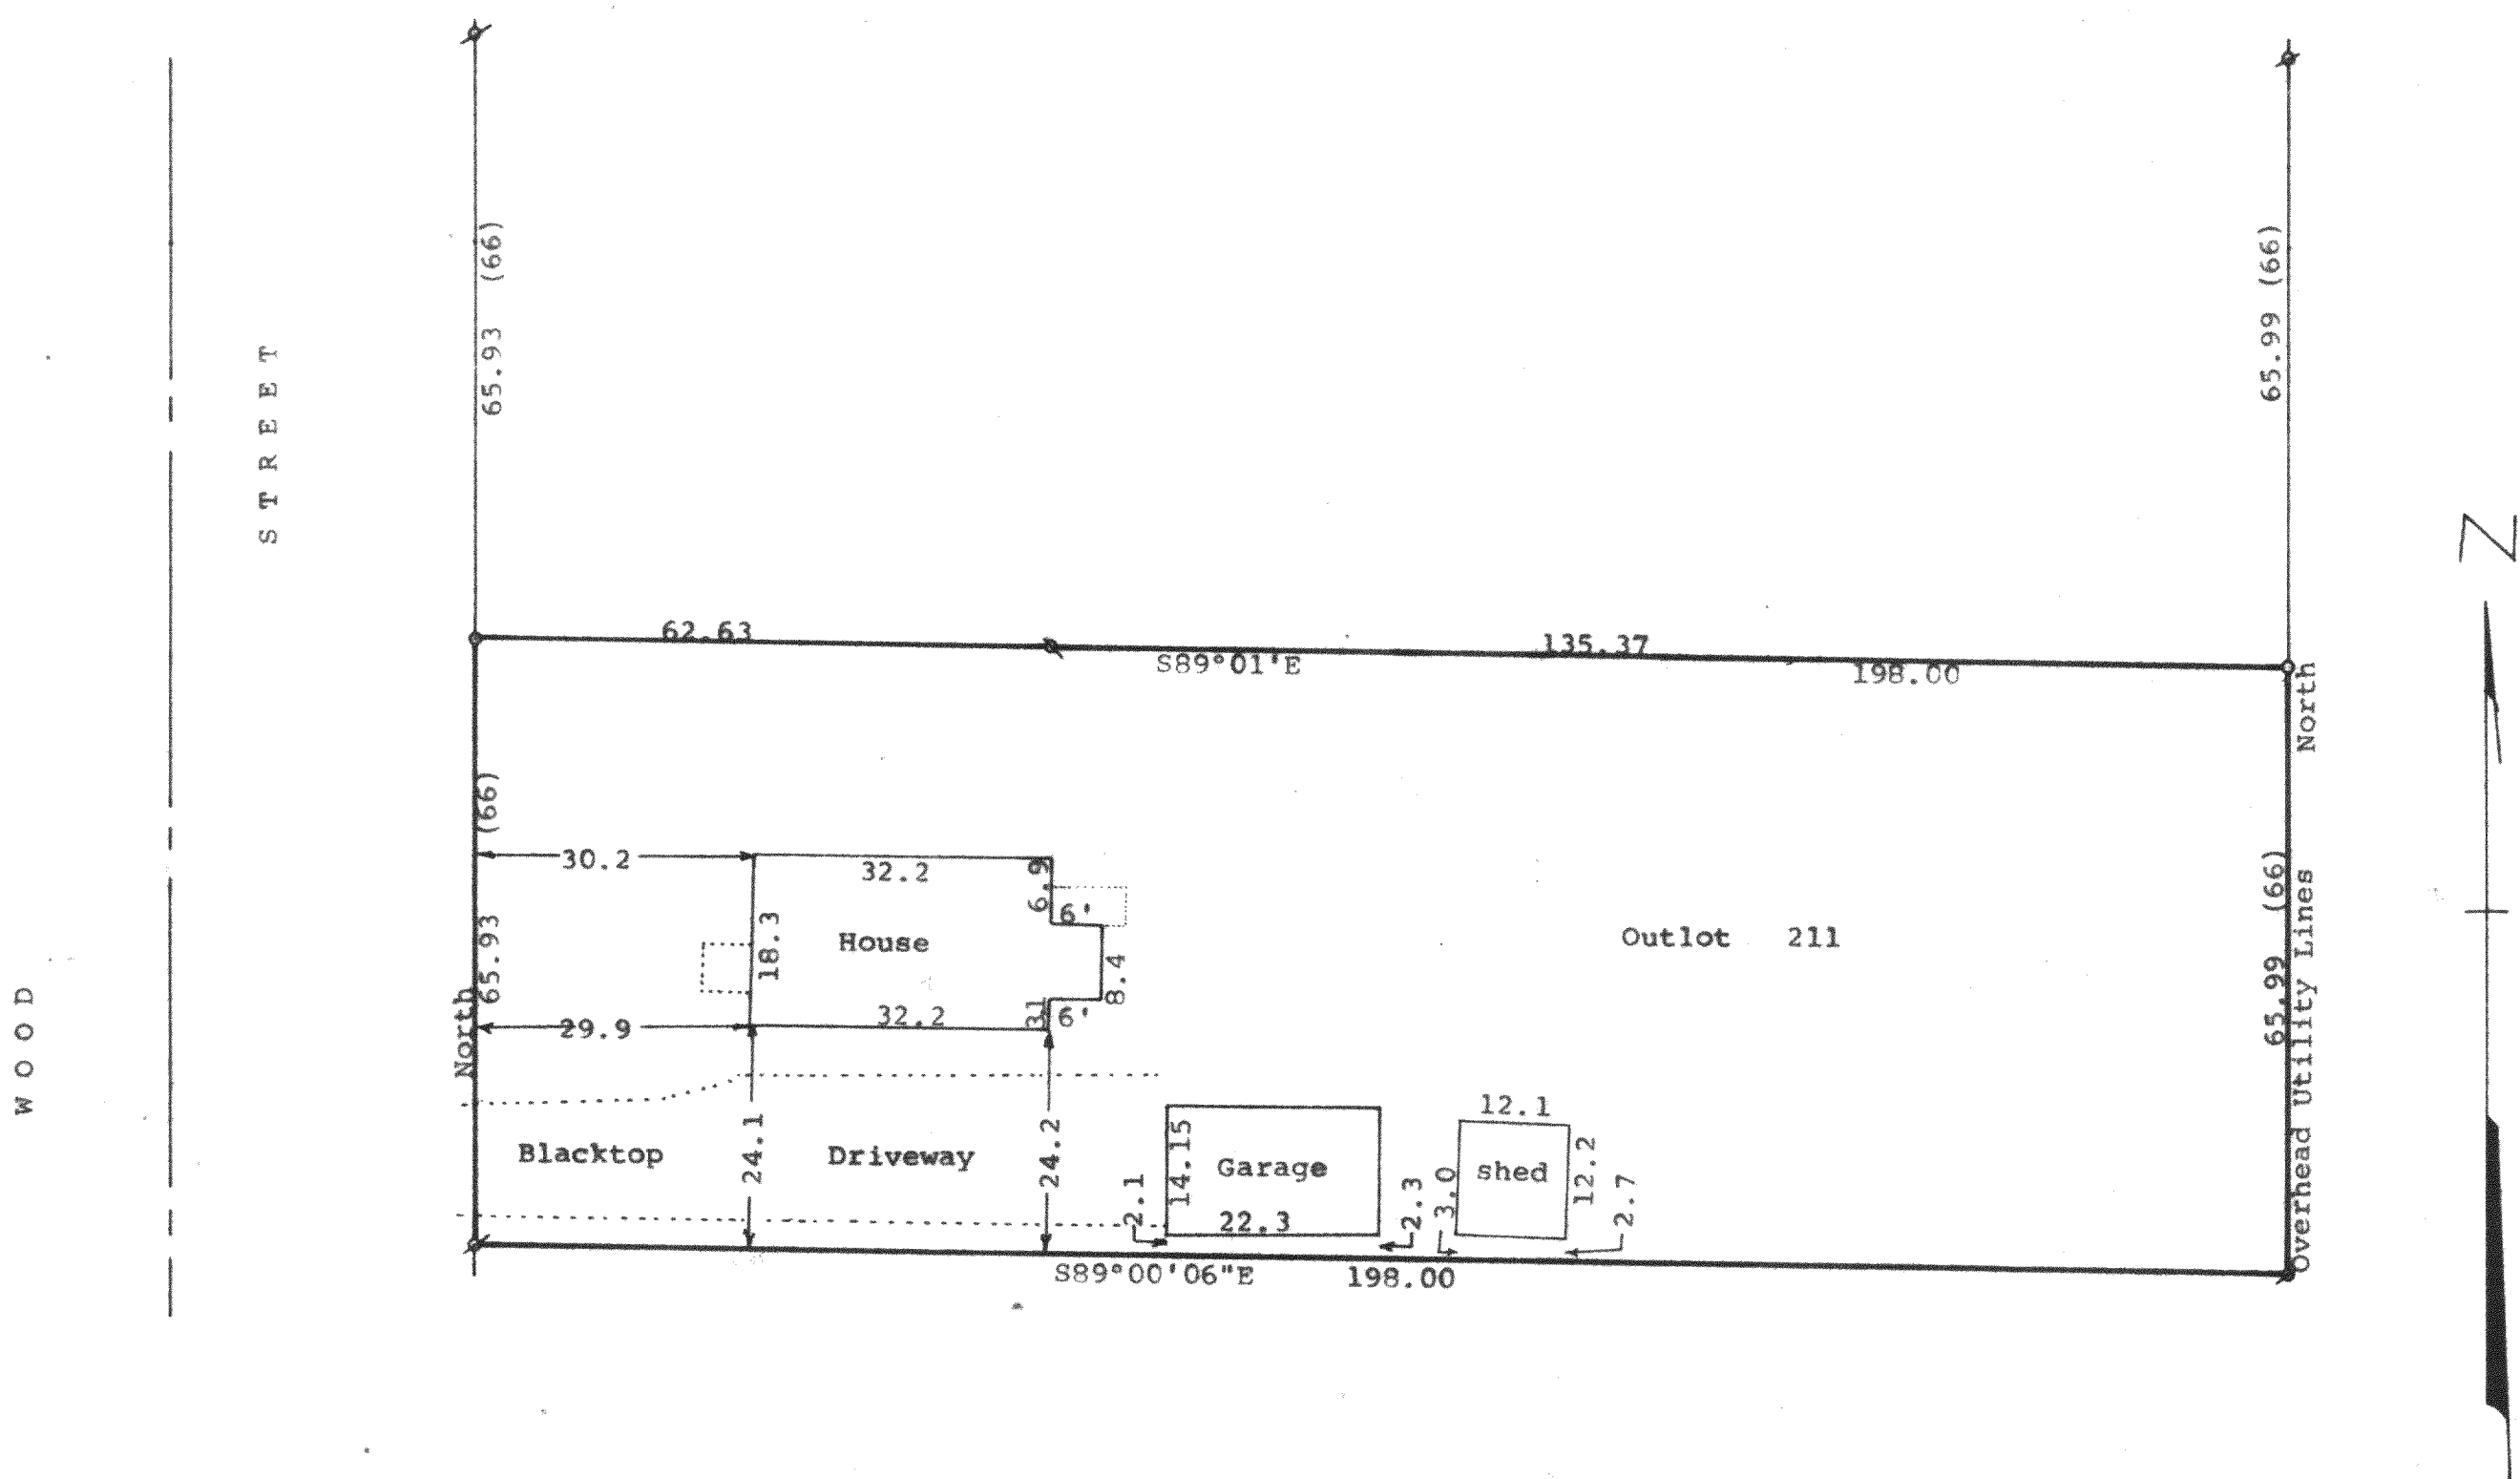 WOOD STREET
65.93 (66)
65.99 (66)
N
62.63
135.37
S89°01'E
198.00
North
65.93 (66)
North
65.99 (66)
Overhead Utility Lines
30.2
32.2
6.9
6'
18.3
House
8.4
Outlot 211
29.9
32.2
31
6'
24.1
24.2
Blacktop Driveway
2.1
14.15
Garage
22.3
2.3
12.1
3.0
shed
12.2
2.7
S89°00'06"E
198.00